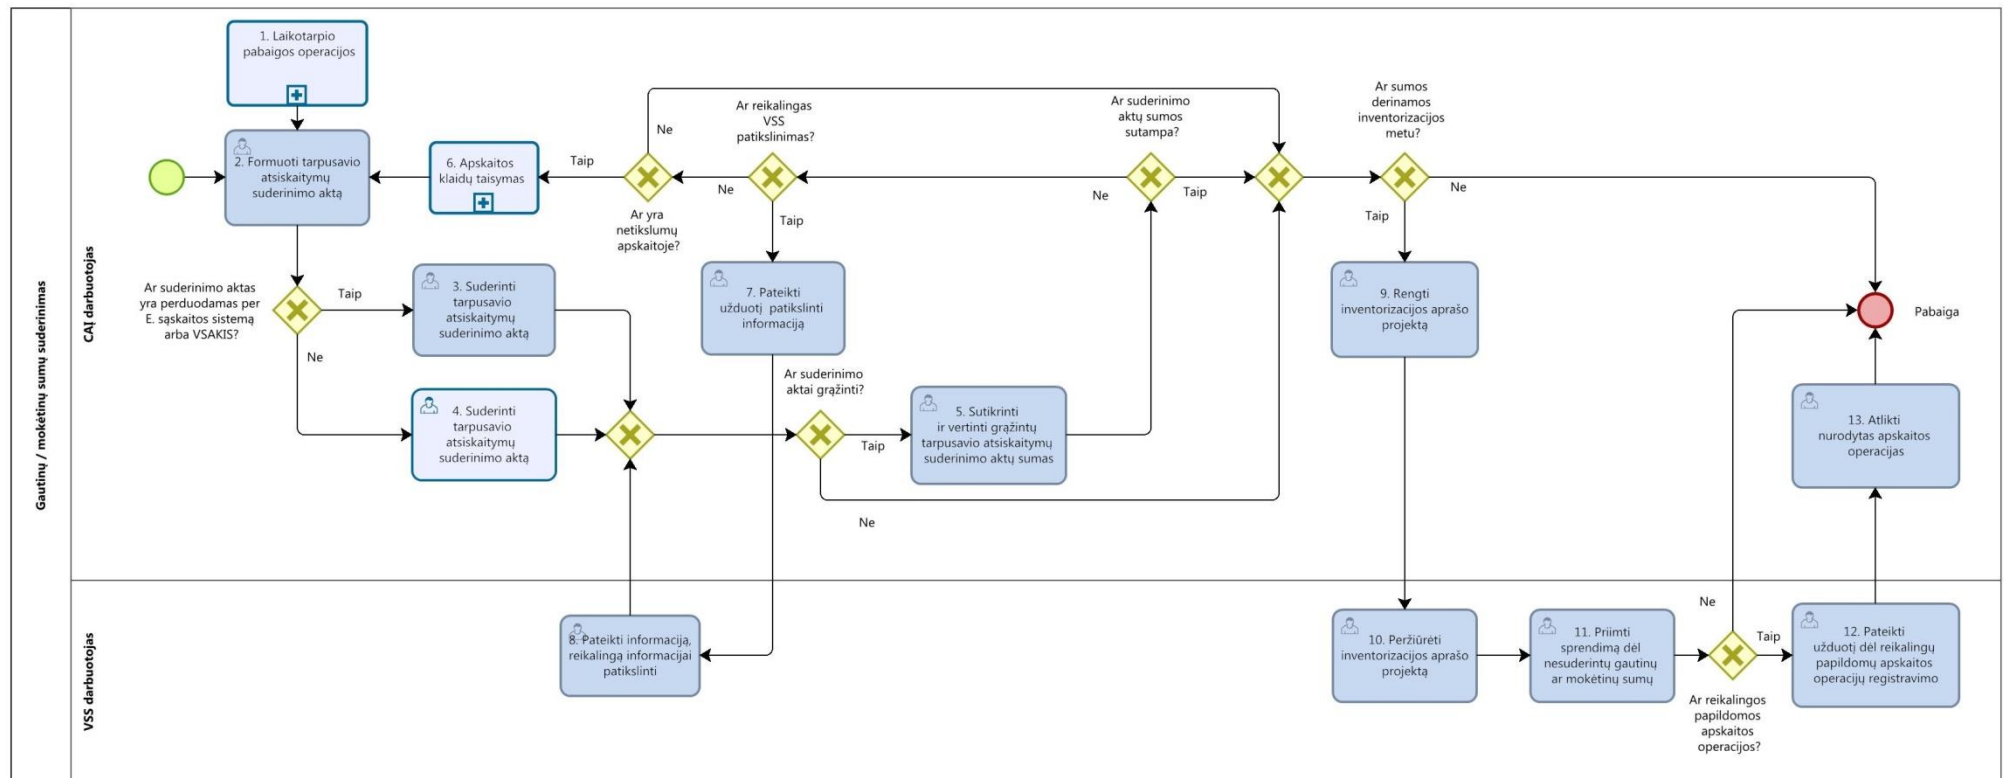 Gautinų / mokėtinų sumų suderinimas
CAĮ darbuotojas
1. Laikotarpio
pabaigos operacijos
2. Formuoti tarpusavio
atsiskaitymų
suderinimo aktą
6. Apskaitos
klaidų taisymas
Taip
Ne
Ar yra
netikslumų
apskaitoje?
Ar reikalingas
VSS
patikslinimas?
Ne
Taip
Ar suderinimo
aktų sumos
sutampa?
Ne
Taip
Ar sumos
derinamos
inventorizacijos
metu?
Ne
Taip
Ar suderinimo aktas
yra perduodamas per
E. sąskaitos sistemą
arba VSAKIS?
Taip
Ne
3. Suderinti
tarpusavio
atsiskaitymų
suderinimo aktą
4. Suderinti
tarpusavio
atsiskaitymų
suderinimo aktą
7. Pateikti
užduotį patikslinti
informaciją
Ar suderinimo
aktai grąžinti?
Taip
Ne
5. Sutikrinti
ir vertinti grąžintų
tarpusavio atsiskaitymų
suderinimo aktų sumas
9. Rengti
inventorizacijos aprašo
projektą
Pabaiga
13. Atlikti
nurodytas apskaitos
operacijas
VSS darbuotojas
8. Pateikti informaciją,
reikalingą informacijai
patikslinti
10. Peržiūrėti
inventorizacijos aprašo
projektą
11. Priimti
sprendimą dėl
nesuderintų gautinų
ar mokėtinų sumų
Ne
Taip
Ar reikalingos
papildomos
apskaitos
operacijos?
12. Pateikti
užduotį dėl reikalingų
papildomų apskaitos
operacijų registravimo